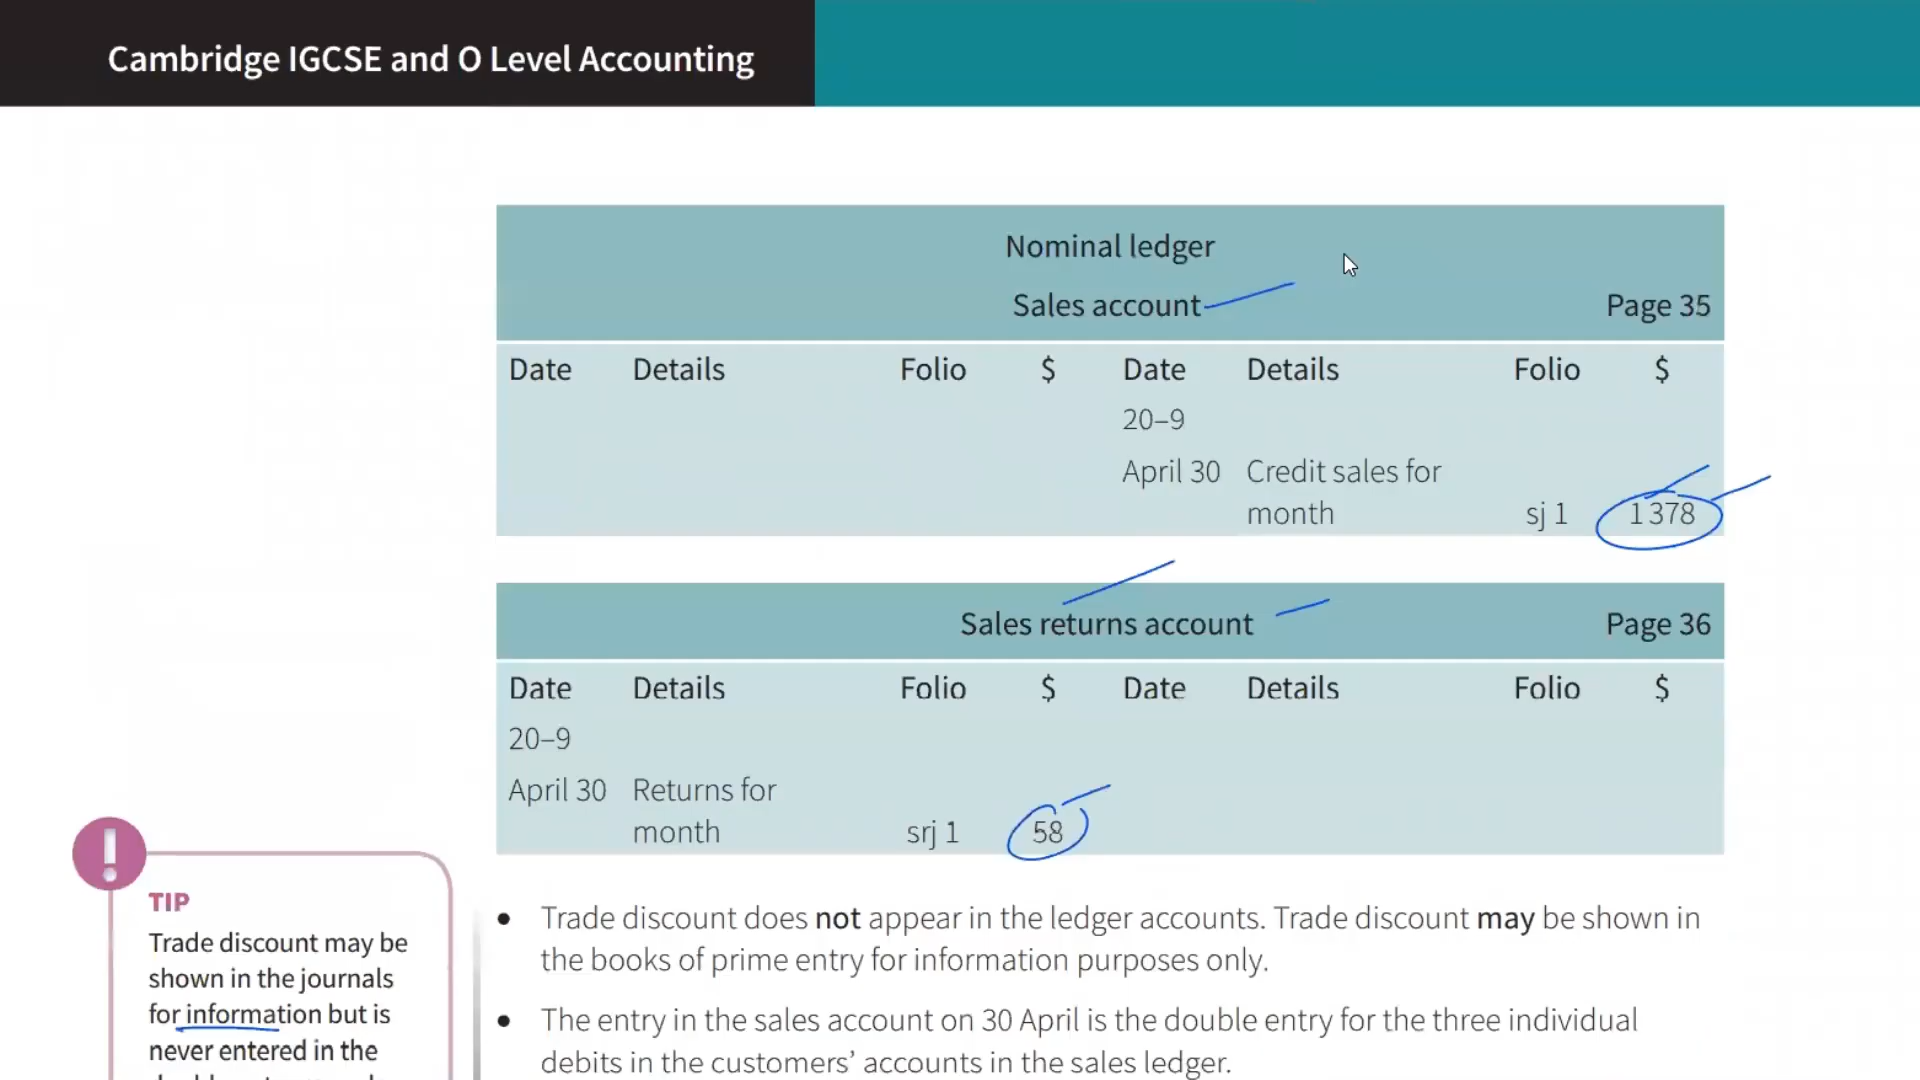 Cambridge IGCSE and O Level Accounting
Nominal ledger
Sales account Page 35
Date Details Folio $ Date Details Folio $
20–9
April 30 Credit sales for
month sj 1 1 378
Sales returns account Page 36
Date Details Folio $ Date Details Folio $
20–9
April 30 Returns for
month srj 1 58
TIP
Trade discount may be
shown in the journals
for information but is
never entered in the
• Trade discount does not appear in the ledger accounts. Trade discount may be shown in
the books of prime entry for information purposes only.
• The entry in the sales account on 30 April is the double entry for the three individual
debits in the customers’ accounts in the sales ledger.